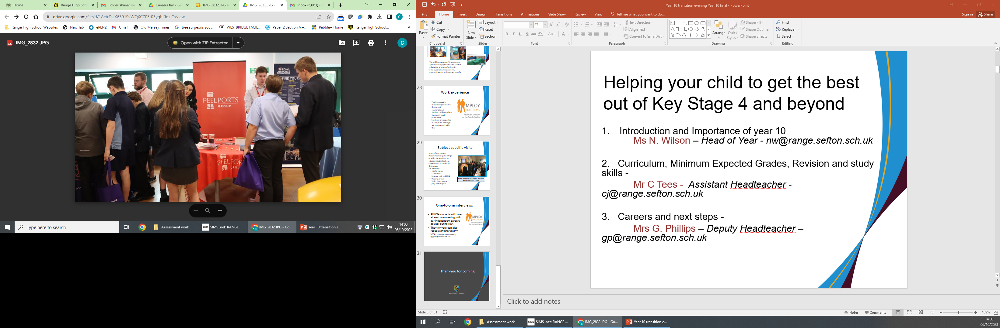 Home
Range High Sch
Folder shared wi
Careers fair - Go
IMG_2832.JPG.zi
IMG_2832.JPG -
Inbox (6,063) - c
drive.google.com/file/d/1ActrDUX63919vWQXC70Er03yqhlRqzIO/view
Range High School Websites
New Tab
ePEN2
Gmail
Old Mersey Times
tree surgeons sout...
WESTBRIDGE FACIL...
Paper 2 Section A –...
Pebble+ Home
Range High School...
IMG_2832.JPG
Open with ZIP Extractor
C
PEELPORTS
GROUP
ROYAL
AIR FORCE
FIND YOUR
PEELPOR
GROU
Type here to search
Assessment work
SIMS .net: RANGE ...
IMG_2832.JPG - Go...
Year 10 transition e...
14:00
06/10/2023
Year 10 transition evening Year 10 final - PowerPoint
File
Home
Insert
Design
Transitions
Animations
Slide Show
Review
View
Tell me what you want to do...
Sign in
Share
Paste
Cut
Copy
Format Painter
Clipboard
New
Slide
Layout
Reset
Section
Slides
27
Font
Text Direction
Align Text
Convert to SmartArt
Paragraph
Arrange
Quick
Styles
Shape Fill
Shape Outline
Shape Effects
Drawing
Find
Replace
Select
Editing
• We will have approx. 30 employers,
apprenticeship provider and further
education providers/university
• Find out more aboutcareers,
apprenticeships and courses on offer
28
Work experience
• The first week in
December (week after
their mock
examinations)
• Students will complete
1 week of work
experience
• Students are expected
to self place although
we can support with
this.
MPLOY
SOLUTIONS
Pathways to Work
for the Youth Sector
29
Subject specific visits
Many of our subject
departments organise trips
or visits by speakers to
educate students about
careers opportunities in
their area.
For example
• Trip to Jaguar
Landrover
• Science visit to CERN
• Visiting Artists
• Visits from sports
physiotherapists
30
One-to-one interviews
• All KS4 students will have
at least one meeting with
our independent careers
advisor during KS4.
• They (or you) can also
request another at any
time.
MPLOY
SOLUTIONS
Pathways to Work
for the Youth Sector
31
Thankyou for coming
RANGE HIGH SCHOOL
Helping your child to get the best
out of Key Stage 4 and beyond
1. Introduction and Importance of year 10
Ms N. Wilson – Head of Year - nw@range.sefton.sch.uk
2. Curriculum, Minimum Expected Grades, Revision and study
skills -
Mr C Tees - Assistant Headteacher -
cj@range.sefton.sch.uk
3. Careers and next steps -
Mrs G. Phillips – Deputy Headteacher –
gp@range.sefton.sch.uk
Click to add notes
Slide 3 of 31
Notes
Comments
109%
Assessment work
SIMS .net: RANGE ...
IMG_2832.JPG - Go...
Year 10 transition e...
14:00
06/10/2023